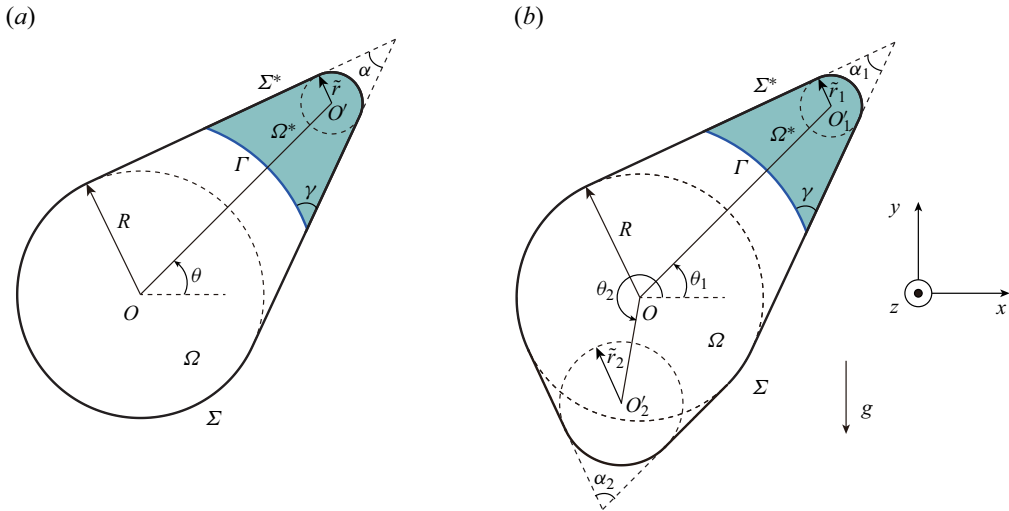 (a)
(b)
α
Σ*
r̃
O′
Ω*
Γ
γ
R
θ
O
Ω
Σ
α₁
Σ*
r̃₁
O′₁
Ω*
Γ
γ
R
θ₂
θ₁
O
Ω
r̃₂
O′₂
Σ
α₂
y
z
x
g